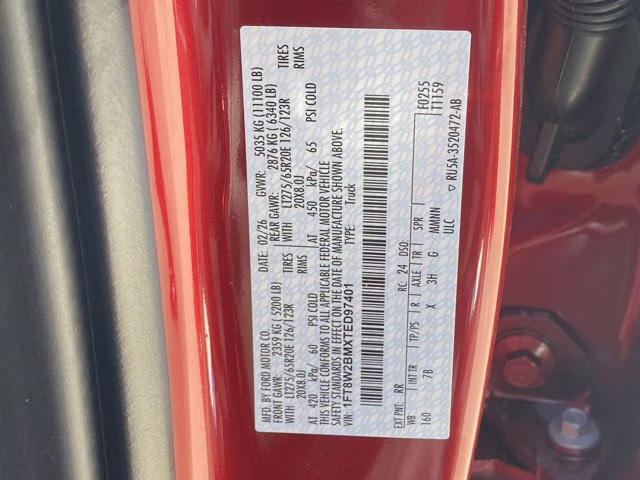 MFD. BY FORD MOTOR CO.
DATE: 02/26 GVWR: 5035 KG (11100 LB)
FRONT GAWR: 2359 KG (5200 LB) REAR GAWR: 2876 KG (6340 LB)
LT275/65R20E 126/123R TIRES WITH LT275/65R20E 126/123R TIRES
20X8.0J RIMS 20X8.0J RIMS
AT 420 kPa/ 60 PSI COLD AT 450 kPa/ 65 PSI COLD
THIS VEHICLE CONFORMS TO ALL APPLICABLE FEDERAL MOTOR VEHICLE
SAFETY STANDARDS IN EFFECT ON THE DATE OF MANUFACTURE SHOWN ABOVE.
VIN: 1FT8W2BMXTED97401 TYPE: Truck
F0255
T1159
EXT PNT: RR RC: 24 DSO:
WB INT TR TP/PS R AXLE TR SPR
160 7B X 3H G MMNN
ULC
▽ RU5A-3520472-AB